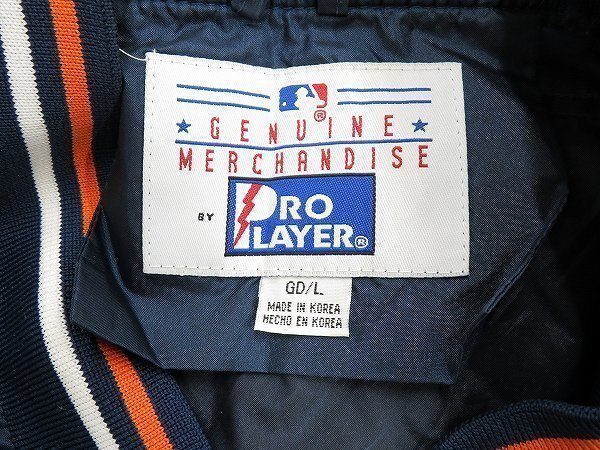 ®
GENUINE
MERCHANDISE
BY
PRO
PLAYER®
GD/L
MADE IN KOREA
HECHO EN KOREA